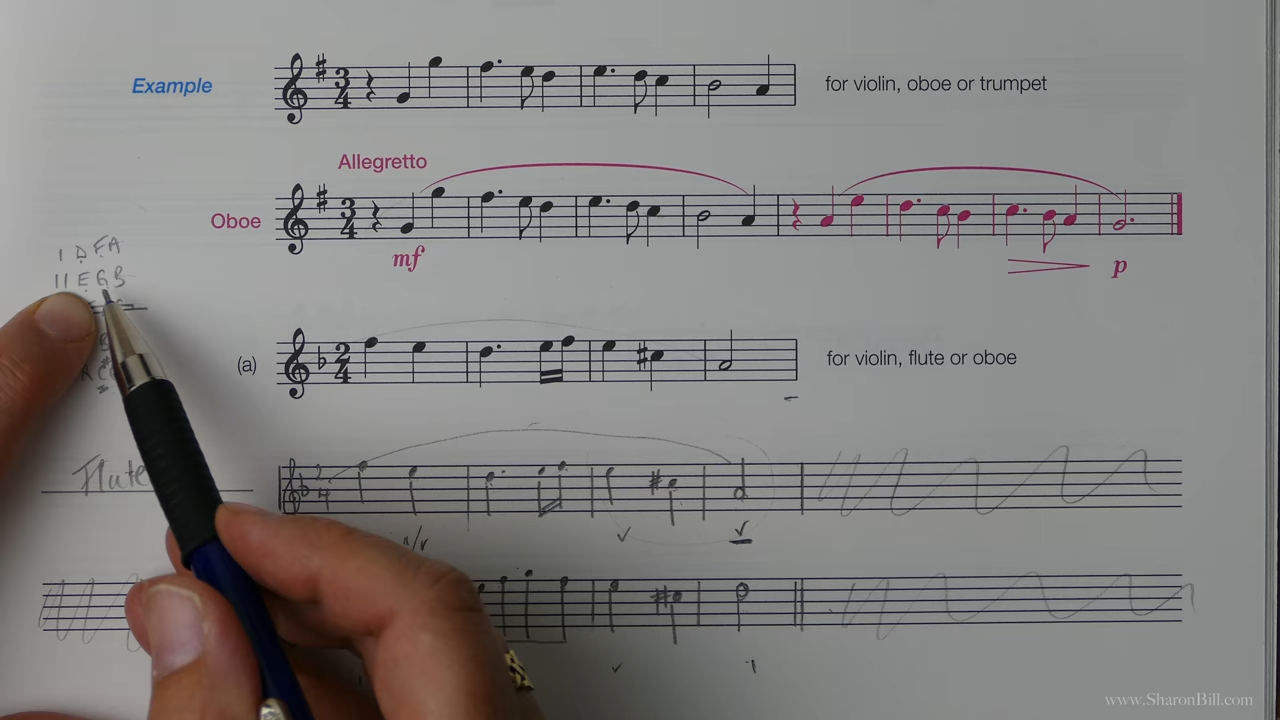 Example
for violin, oboe or trumpet
Allegretto
Oboe
mf
p
I D F A
II E G B
(a)
for violin, flute or oboe
Flute
www.SharonBill.com